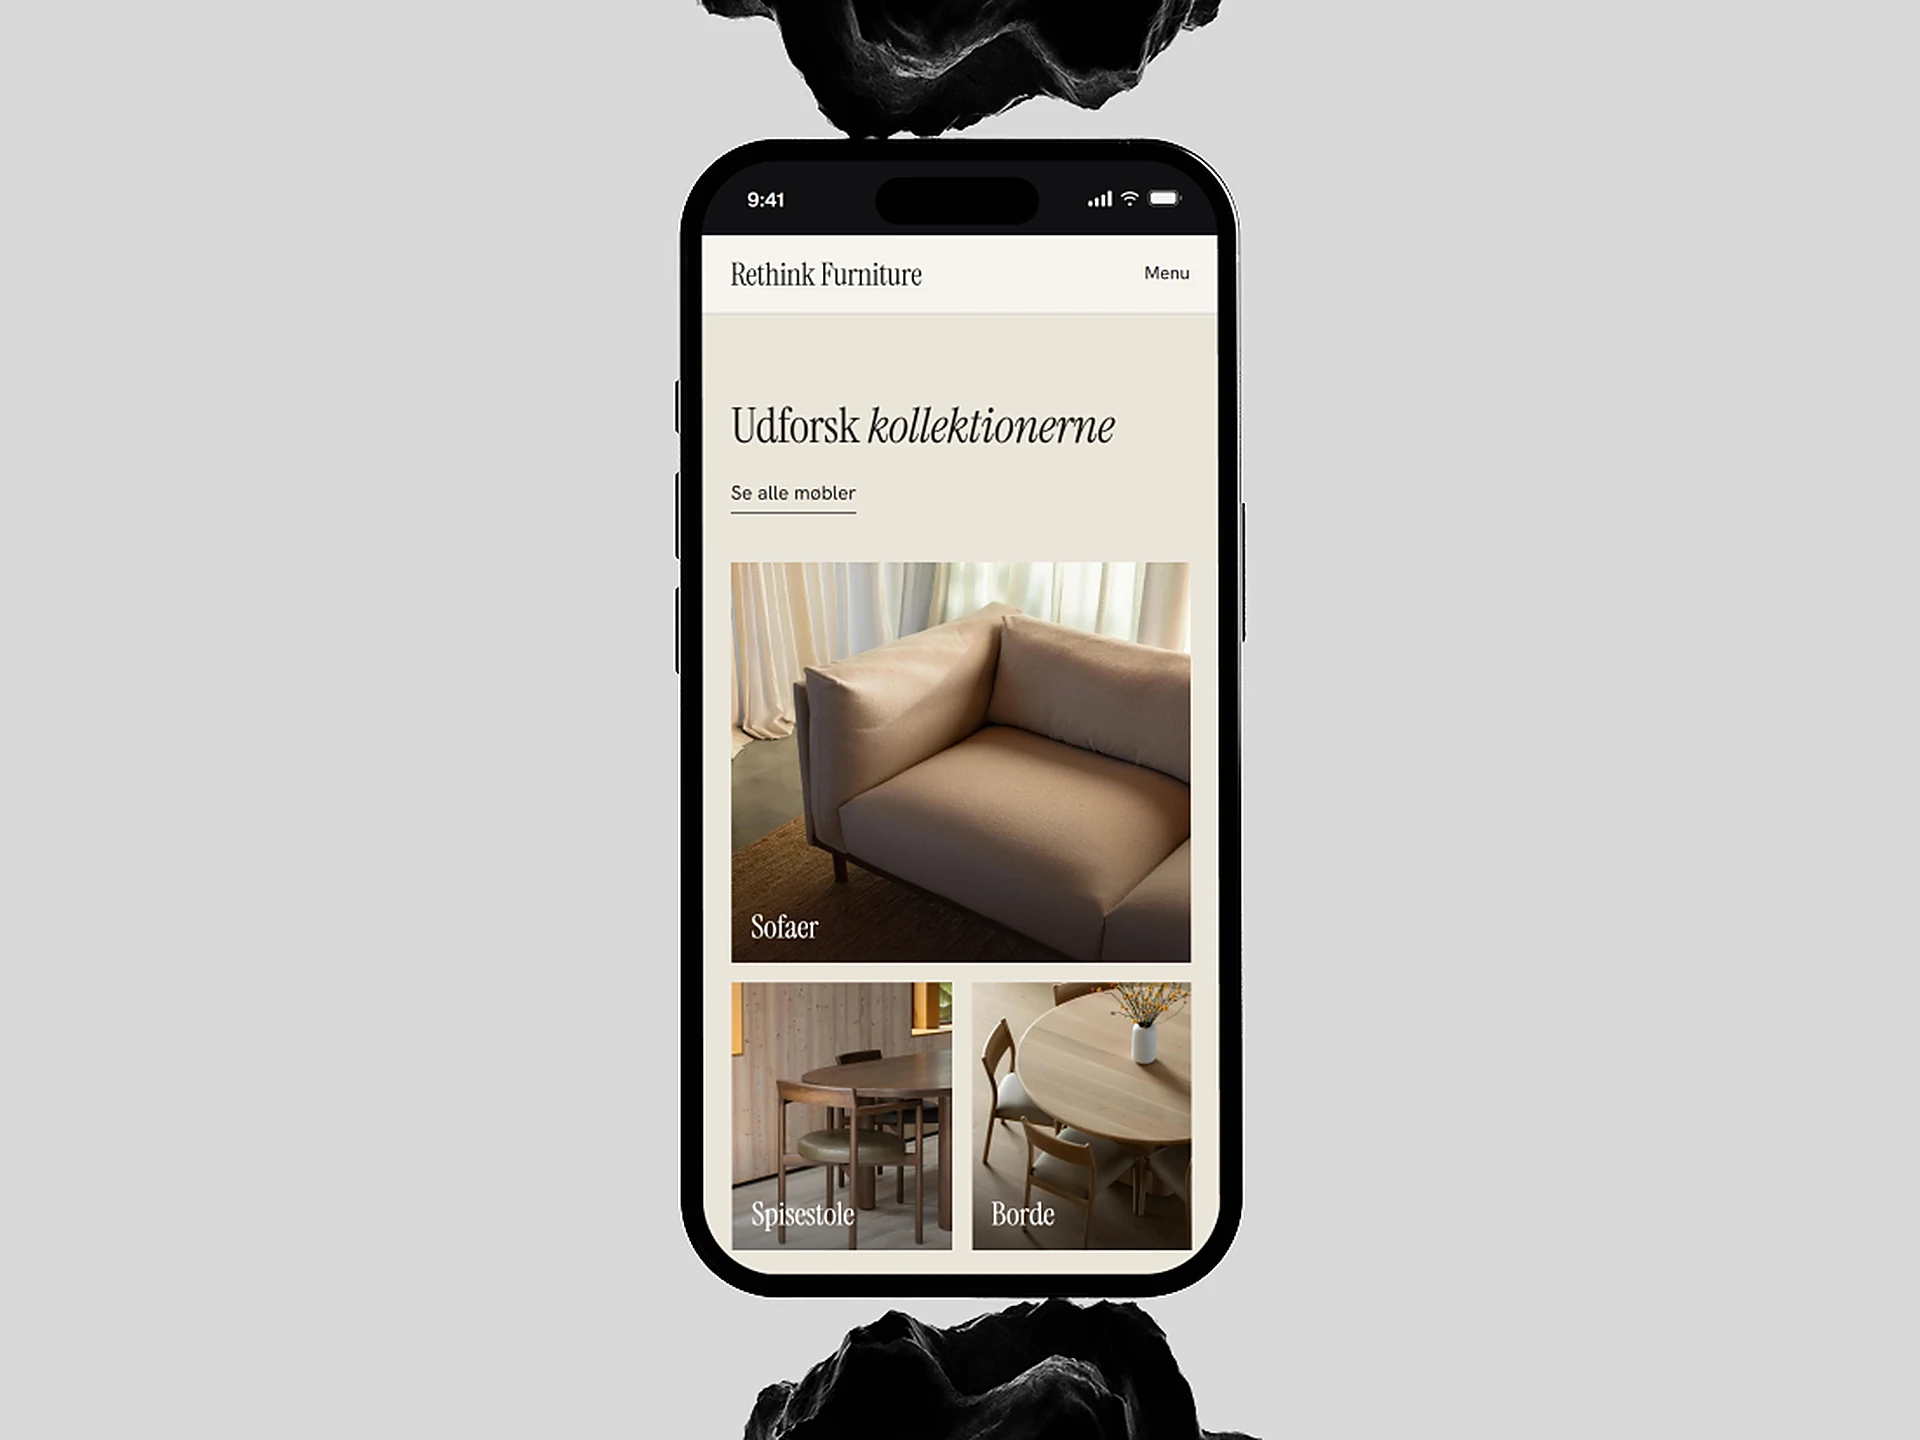 9:41
Rethink Furniture
Menu
Udforsk kollektionerne
Se alle møbler
Sofaer
Spisestole
Borde